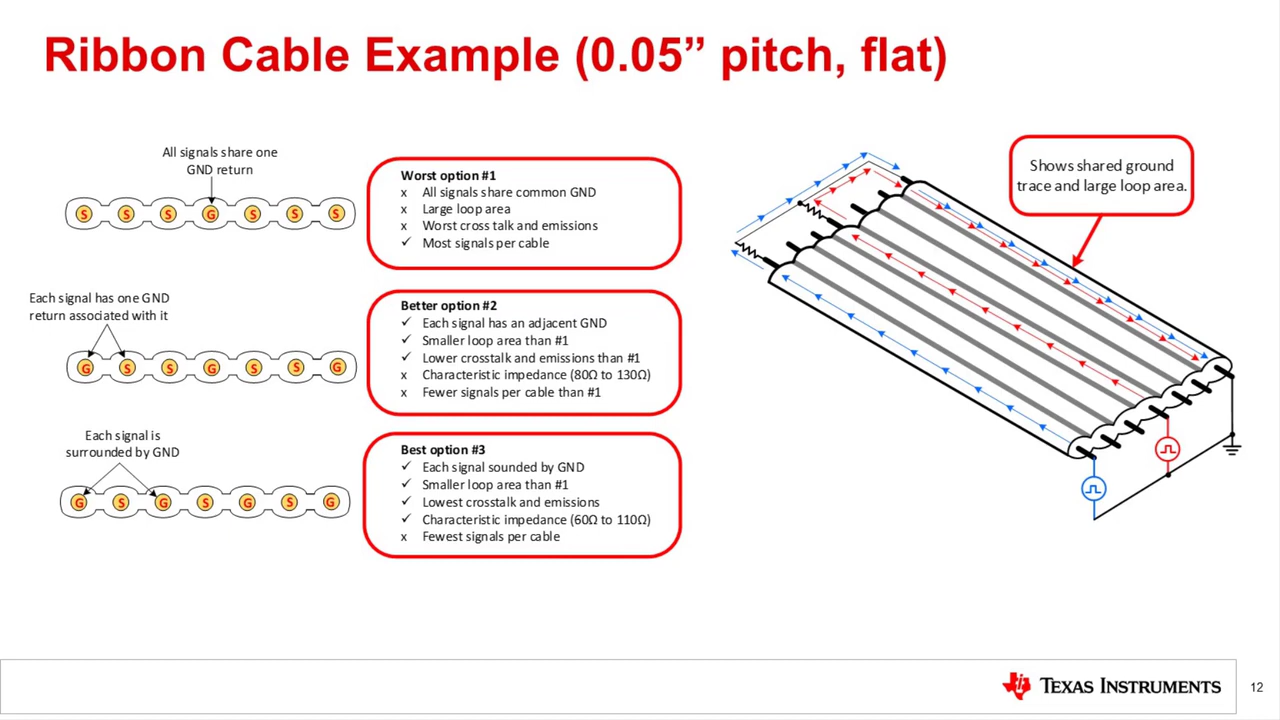 Ribbon Cable Example (0.05” pitch, flat)
All signals share one
GND return
S S S G S S S
Worst option #1
x All signals share common GND
x Large loop area
x Worst cross talk and emissions
✓ Most signals per cable
Each signal has one GND
return associated with it
G S S G S S G
Better option #2
✓ Each signal has an adjacent GND
✓ Smaller loop area than #1
✓ Lower crosstalk and emissions than #1
x Characteristic impedance (80Ω to 130Ω)
x Fewer signals per cable than #1
Each signal is
surrounded by GND
G S G S G S G
Best option #3
✓ Each signal sounded by GND
✓ Smaller loop area than #1
✓ Lowest crosstalk and emissions
✓ Characteristic impedance (60Ω to 110Ω)
x Fewest signals per cable
Shows shared ground
trace and large loop area.
TEXAS INSTRUMENTS
12